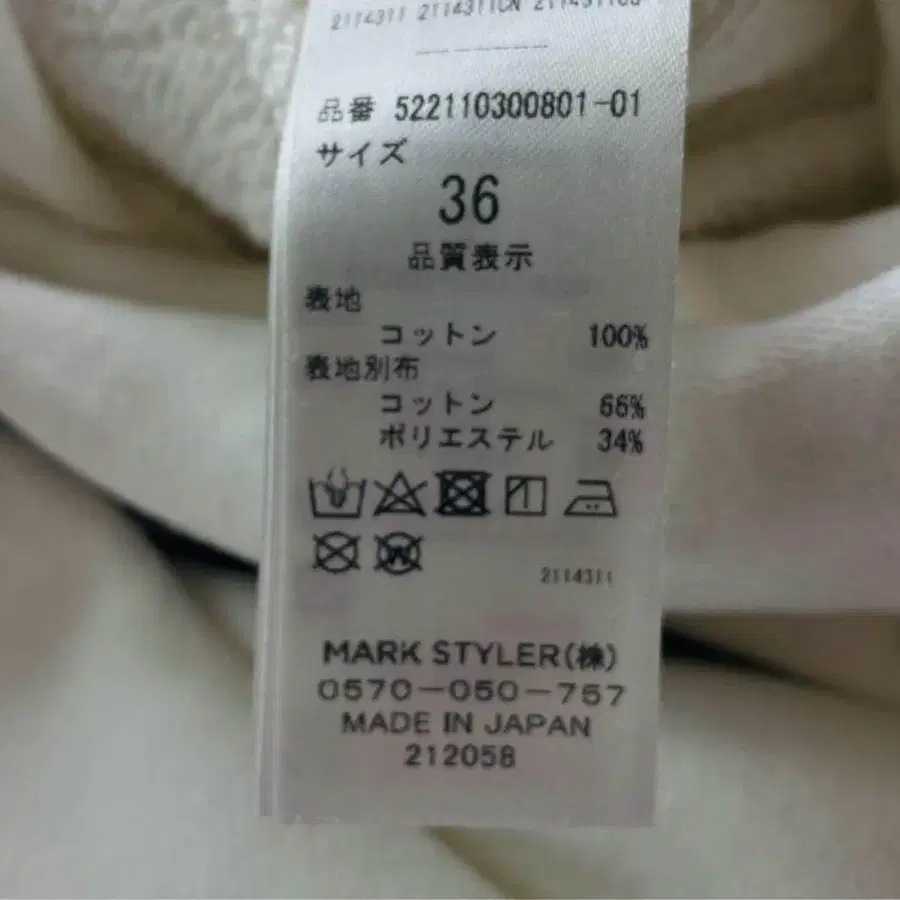 2114311 2114311CN
品番 522110300801-01
サイズ
36
品質表示
表地
コットン 100%
表地別布
コットン 66%
ポリエステル 34%
2114311
MARK STYLER(株)
0570-050-757
MADE IN JAPAN
212058